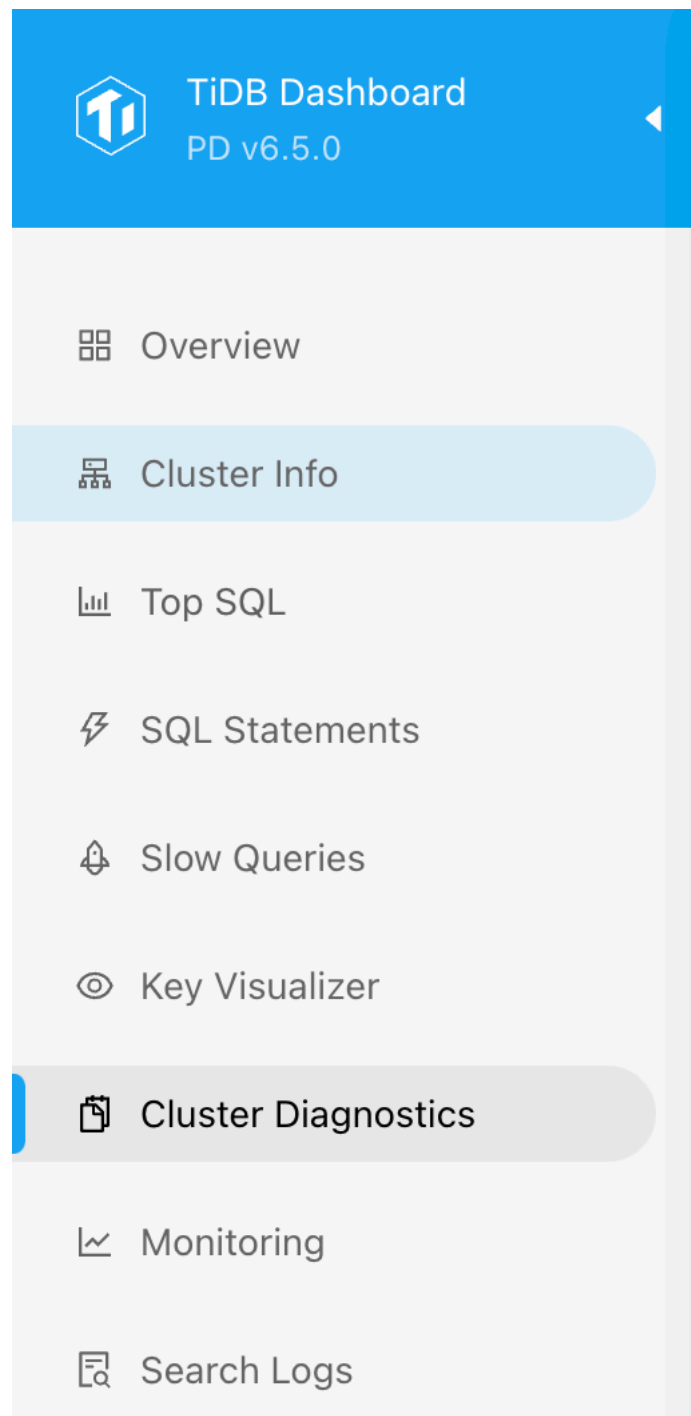 TiDB Dashboard
PD v6.5.0
Overview
Cluster Info
Top SQL
SQL Statements
Slow Queries
Key Visualizer
Cluster Diagnostics
Monitoring
Search Logs